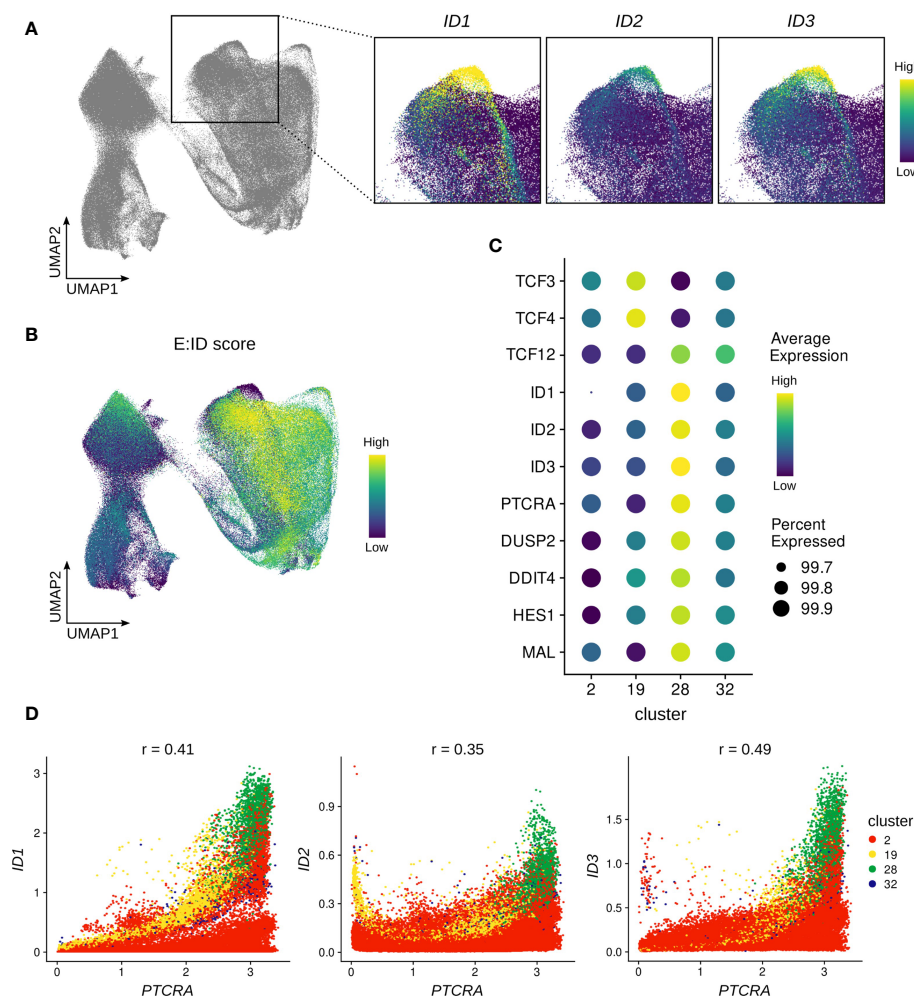 A
ID1
ID2
ID3
High
Low
UMAP2
UMAP1
B
E:ID score
High
Low
UMAP2
UMAP1
C
TCF3
TCF4
TCF12
ID1
ID2
ID3
PTCRA
DUSP2
DDIT4
HES1
MAL
2 19 28 32
cluster
Average
Expression
High
Low
Percent
Expressed
99.7
99.8
99.9
D
r = 0.41
ID1
3
2
1
0
0 1 2 3
PTCRA
r = 0.35
ID2
0.9
0.6
0.3
0.0
0 1 2 3
PTCRA
r = 0.49
ID3
1.5
1.0
0.5
0.0
0 1 2 3
PTCRA
cluster
2
19
28
32